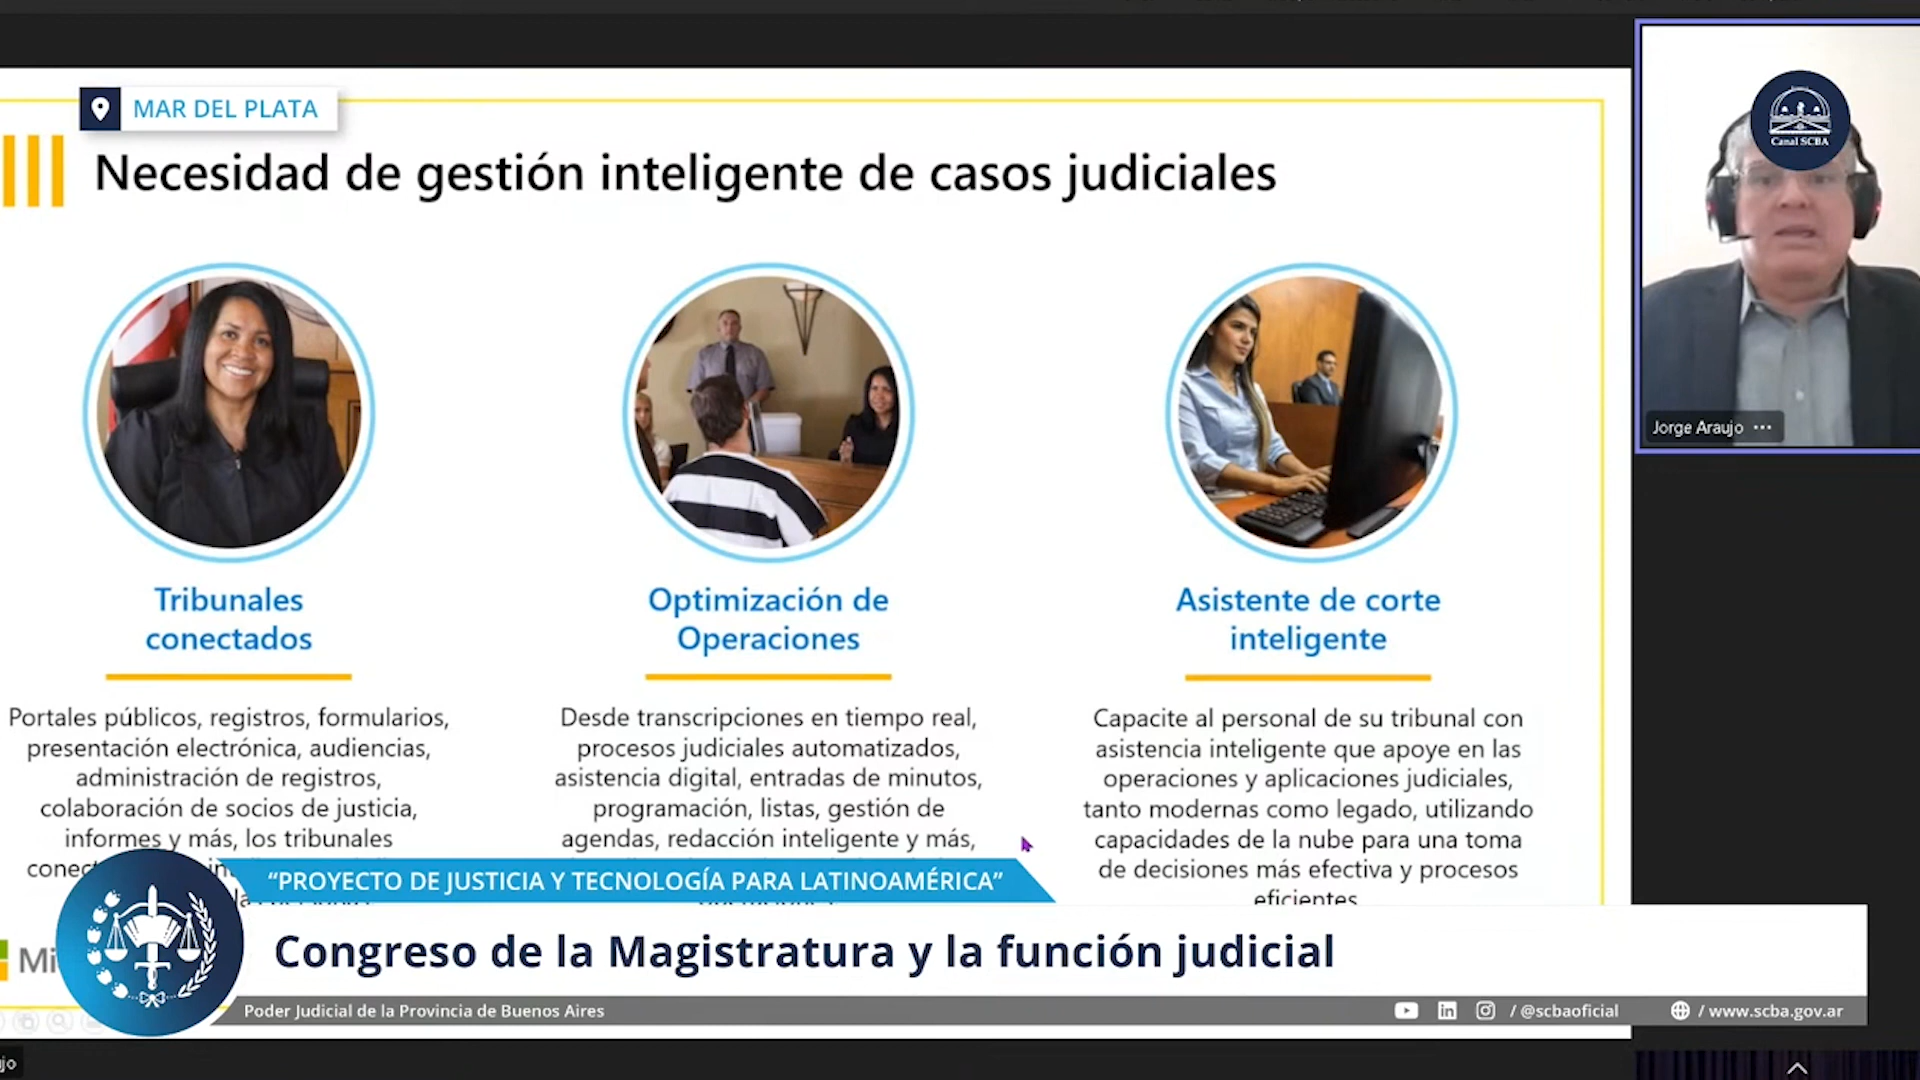 MAR DEL PLATA
Necesidad de gestión inteligente de casos judiciales
Canal SCBA
Jorge Araujo
Tribunales
conectados
Portales públicos, registros, formularios,
presentación electrónica, audiencias,
administración de registros,
colaboración de socios de justicia,
informes y más, los tribunales
Optimización de
Operaciones
Desde transcripciones en tiempo real,
procesos judiciales automatizados,
asistencia digital, entradas de minutos,
programación, listas, gestión de
agendas, redacción inteligente y más,
Asistente de corte
inteligente
Capacite al personal de su tribunal con
asistencia inteligente que apoye en las
operaciones y aplicaciones judiciales,
tanto modernas como legado, utilizando
capacidades de la nube para una toma
de decisiones más efectiva y procesos
eficientes
“PROYECTO DE JUSTICIA Y TECNOLOGÍA PARA LATINOAMÉRICA”
Congreso de la Magistratura y la función judicial
Poder Judicial de la Provincia de Buenos Aires
/ @scbaoficial
/ www.scba.gov.ar